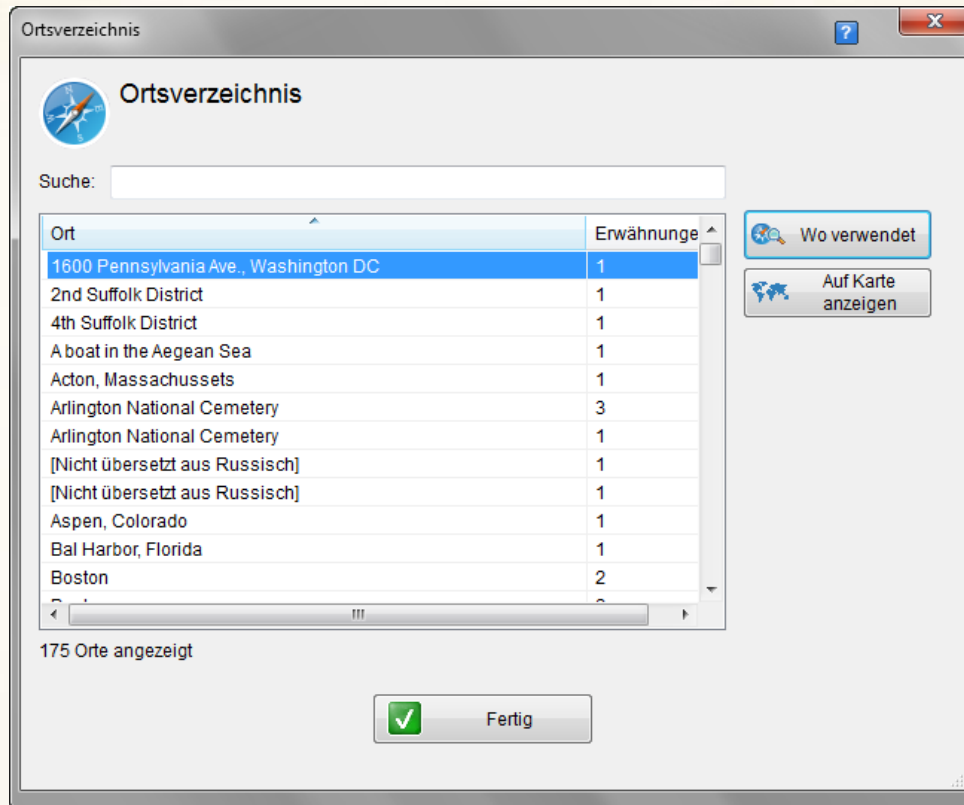 Ortsverzeichnis
?
Ortsverzeichnis
Suche:
Ort Erwähnunge
1600 Pennsylvania Ave., Washington DC 1
2nd Suffolk District 1
4th Suffolk District 1
A boat in the Aegean Sea 1
Acton, Massachussets 1
Arlington National Cemetery 3
Arlington National Cemetery 1
[Nicht übersetzt aus Russisch] 1
[Nicht übersetzt aus Russisch] 1
Aspen, Colorado 1
Bal Harbor, Florida 1
Boston 2
Wo verwendet
Auf Karte
anzeigen
175 Orte angezeigt
Fertig